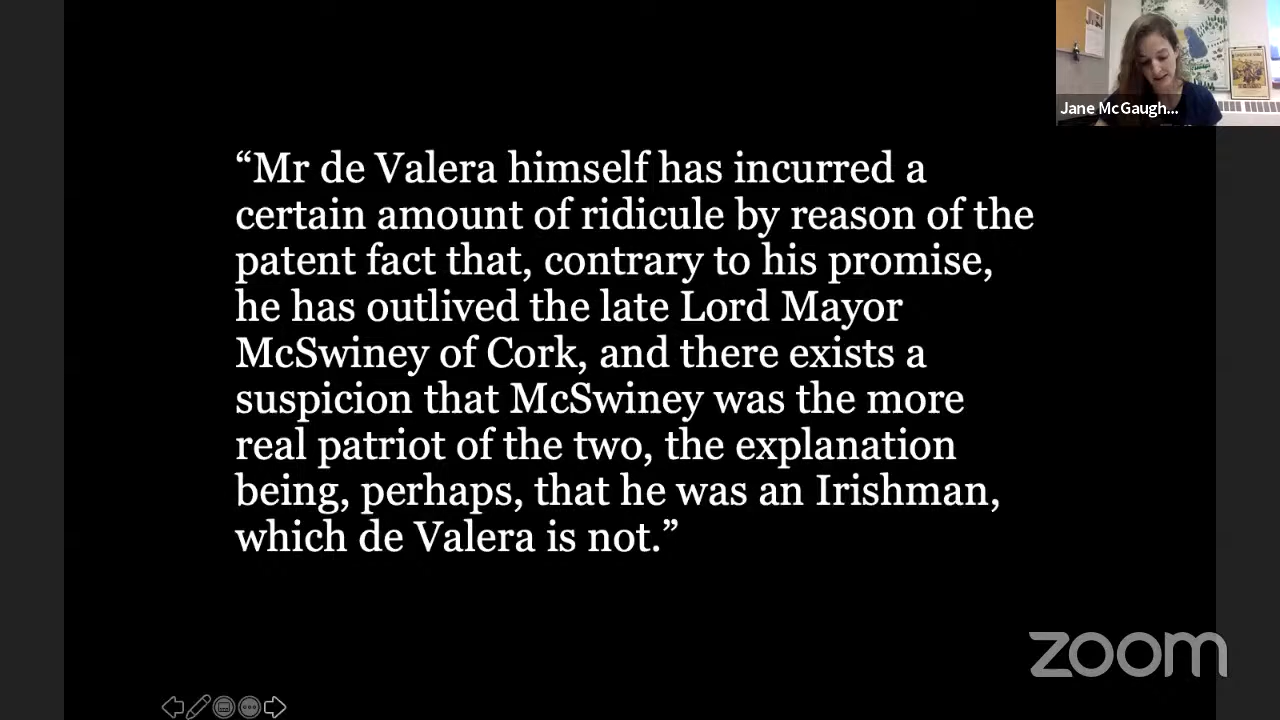 Jane McGaugh...
“Mr de Valera himself has incurred a
certain amount of ridicule by reason of the
patent fact that, contrary to his promise,
he has outlived the late Lord Mayor
McSwiney of Cork, and there exists a
suspicion that McSwiney was the more
real patriot of the two, the explanation
being, perhaps, that he was an Irishman,
which de Valera is not.”
zoom